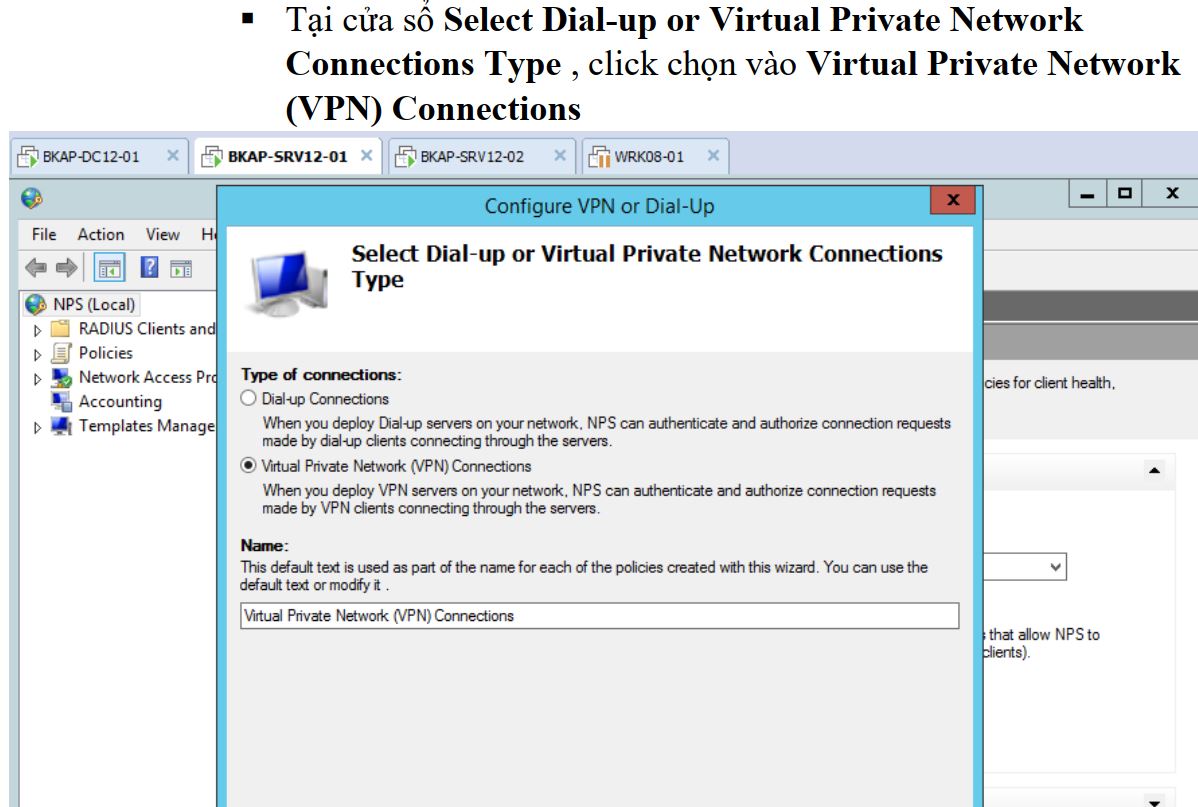 ▪ Tại cửa sổ Select Dial-up or Virtual Private Network
Connections Type , click chọn vào Virtual Private Network
(VPN) Connections
BKAP-DC12-01
BKAP-SRV12-01
BKAP-SRV12-02
WRK08-01
Configure VPN or Dial-Up
File Action View
Select Dial-up or Virtual Private Network Connections
Type
NPS (Local)
RADIUS Clients and
Policies
Network Access Pro
Accounting
Templates Manage
Type of connections:
Dial-up Connections
When you deploy Dial-up servers on your network, NPS can authenticate and authorize connection requests
made by dial-up clients connecting through the servers.
Virtual Private Network (VPN) Connections
When you deploy VPN servers on your network, NPS can authenticate and authorize connection requests
made by VPN clients connecting through the servers.
Name:
This default text is used as part of the name for each of the policies created with this wizard. You can use the
default text or modify it .
Virtual Private Network (VPN) Connections
cies for client health,
that allow NPS to
clients).